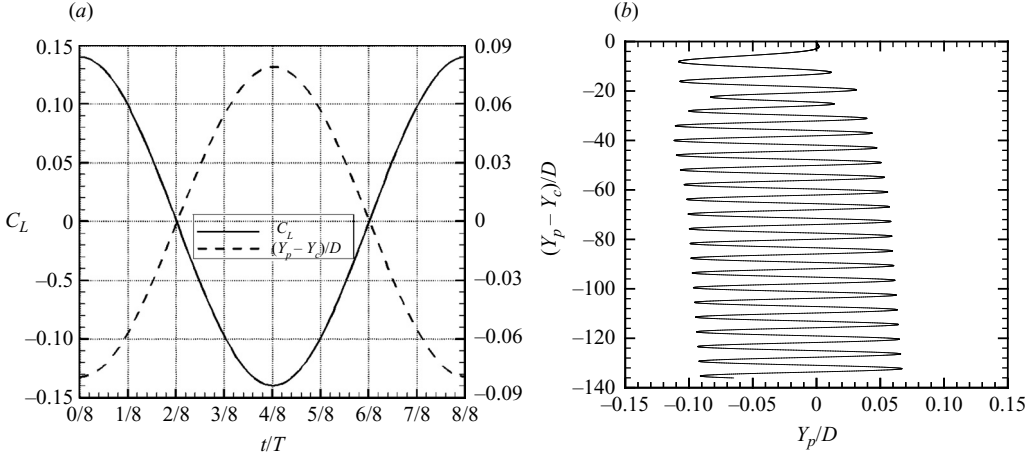 (a)
(b)
0.15
0.10
0.05
0
−0.5
−0.10
−0.15
C_L
0.09
0.06
0.03
0
−0.03
−0.06
−0.09
C_L
(Y_p − Y_c)/D
0/8 1/8 2/8 3/8 4/8 5/8 6/8 7/8 8/8
t/T
0
−20
−40
−60
−80
−100
−120
−140
(Y_p − Y_c)/D
−0.15 −0.10 −0.05 0 0.05 0.10 0.15
Y_p/D